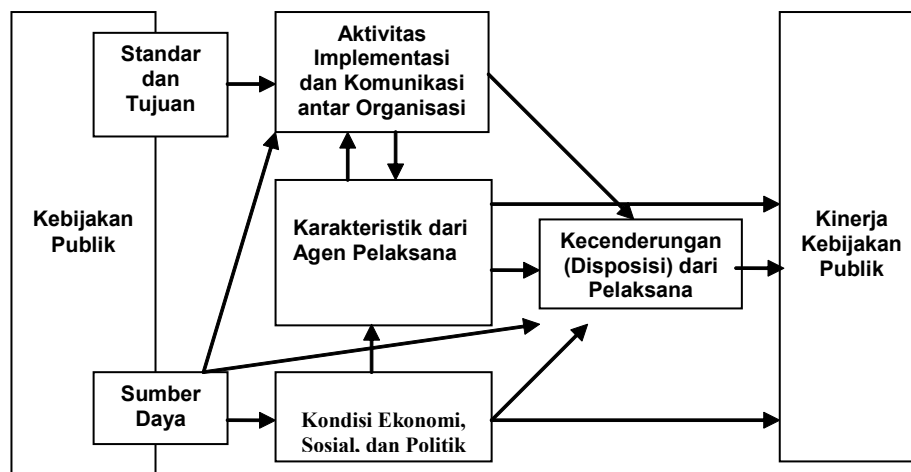 Kebijakan
Publik
Standar
dan
Tujuan
Sumber
Daya
Aktivitas
Implementasi
dan Komunikasi
antar Organisasi
Karakteristik dari
Agen Pelaksana
Kondisi Ekonomi,
Sosial, dan Politik
Kecenderungan
(Disposisi) dari
Pelaksana
Kinerja
Kebijakan
Publik